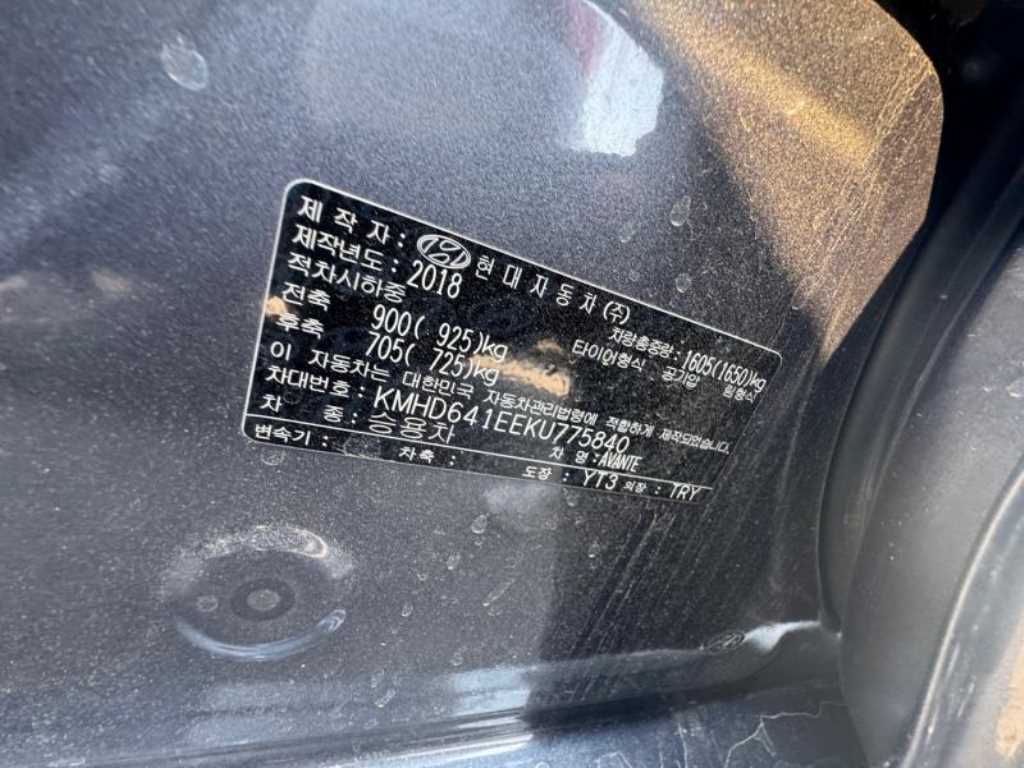 제 작 자 : 현대자동차(주)
제작년도 : 2018
적차시하중 차량총중량 : 1605(1650)kg
전축 900( 925)kg 타이어형식 : 공기압 림형식
후축 705( 725)kg
이 자동차는 대한민국 자동차관리법령에 적합하게 제작되었습니다.
차대번호 : KMHD641EEKU775840
차 종 : 승용차 차 명 : AVANTE
변속기 : 차축 : 도장 : YT3 의장 : TRY